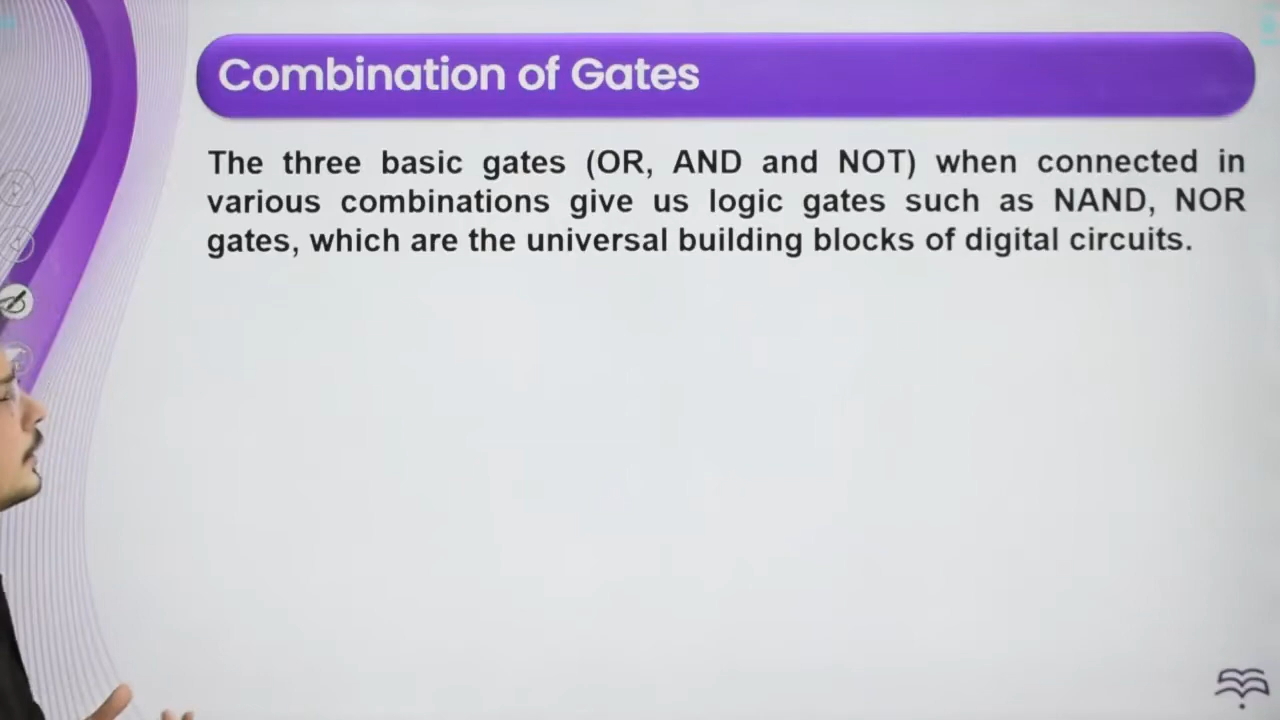 Combination of Gates
The three basic gates (OR, AND and NOT) when connected in
various combinations give us logic gates such as NAND, NOR
gates, which are the universal building blocks of digital circuits.